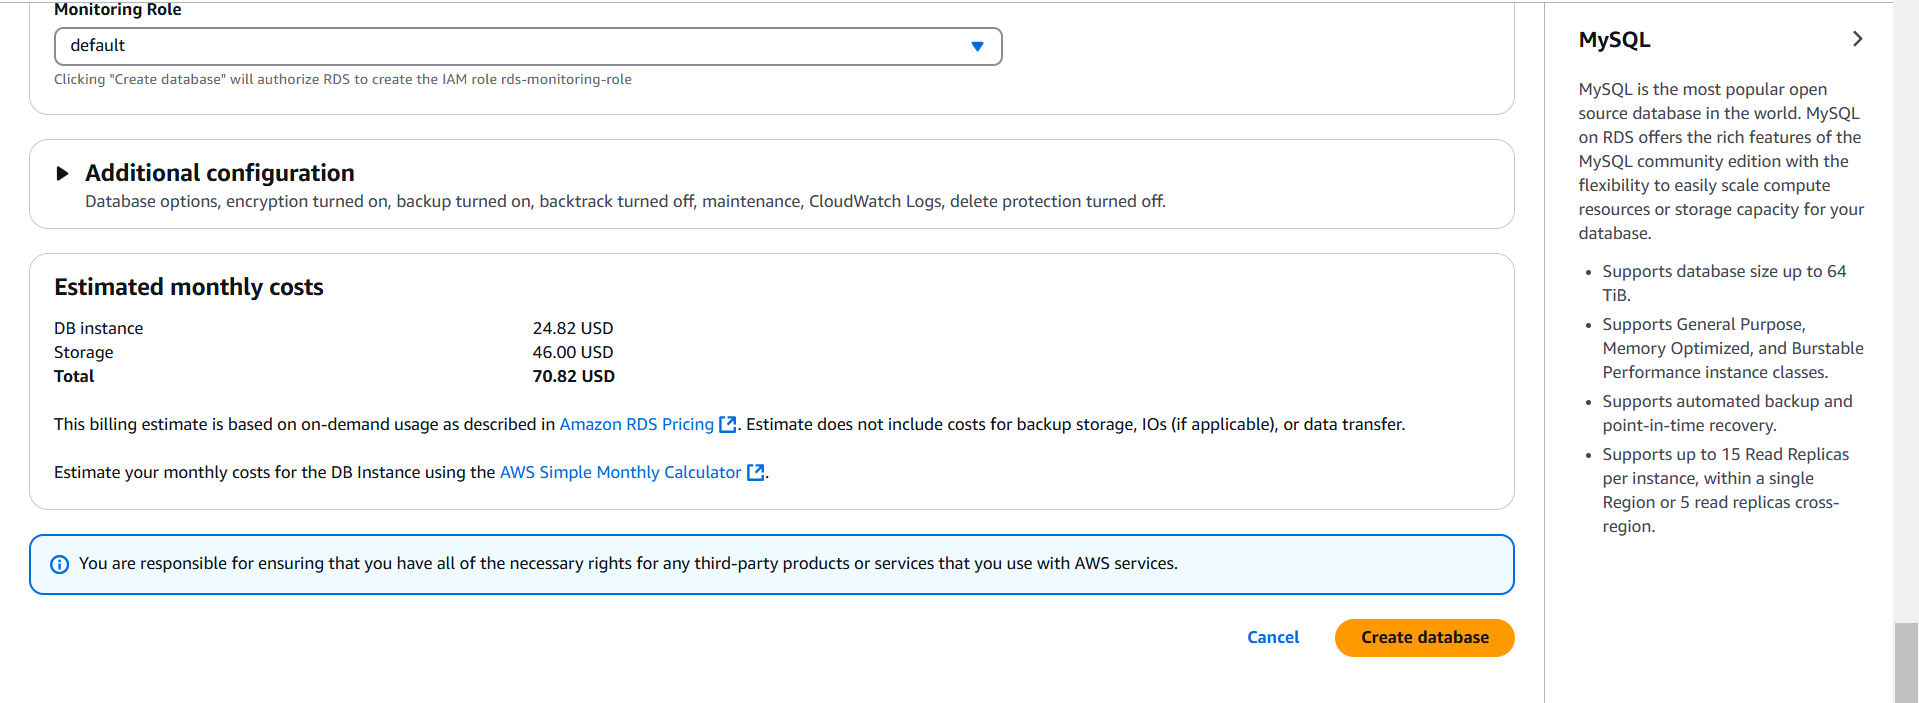 Monitoring Role
default
Clicking "Create database" will authorize RDS to create the IAM role rds-monitoring-role
Additional configuration
Database options, encryption turned on, backup turned on, backtrack turned off, maintenance, CloudWatch Logs, delete protection turned off.
Estimated monthly costs
DB instance 24.82 USD
Storage 46.00 USD
Total 70.82 USD
This billing estimate is based on on-demand usage as described in Amazon RDS Pricing. Estimate does not include costs for backup storage, IOs (if applicable), or data transfer.
Estimate your monthly costs for the DB Instance using the AWS Simple Monthly Calculator.
You are responsible for ensuring that you have all of the necessary rights for any third-party products or services that you use with AWS services.
Cancel
Create database
MySQL
MySQL is the most popular open
source database in the world. MySQL
on RDS offers the rich features of the
MySQL community edition with the
flexibility to easily scale compute
resources or storage capacity for your
database.
• Supports database size up to 64
TiB.
• Supports General Purpose,
Memory Optimized, and Burstable
Performance instance classes.
• Supports automated backup and
point-in-time recovery.
• Supports up to 15 Read Replicas
per instance, within a single
Region or 5 read replicas cross-
region.